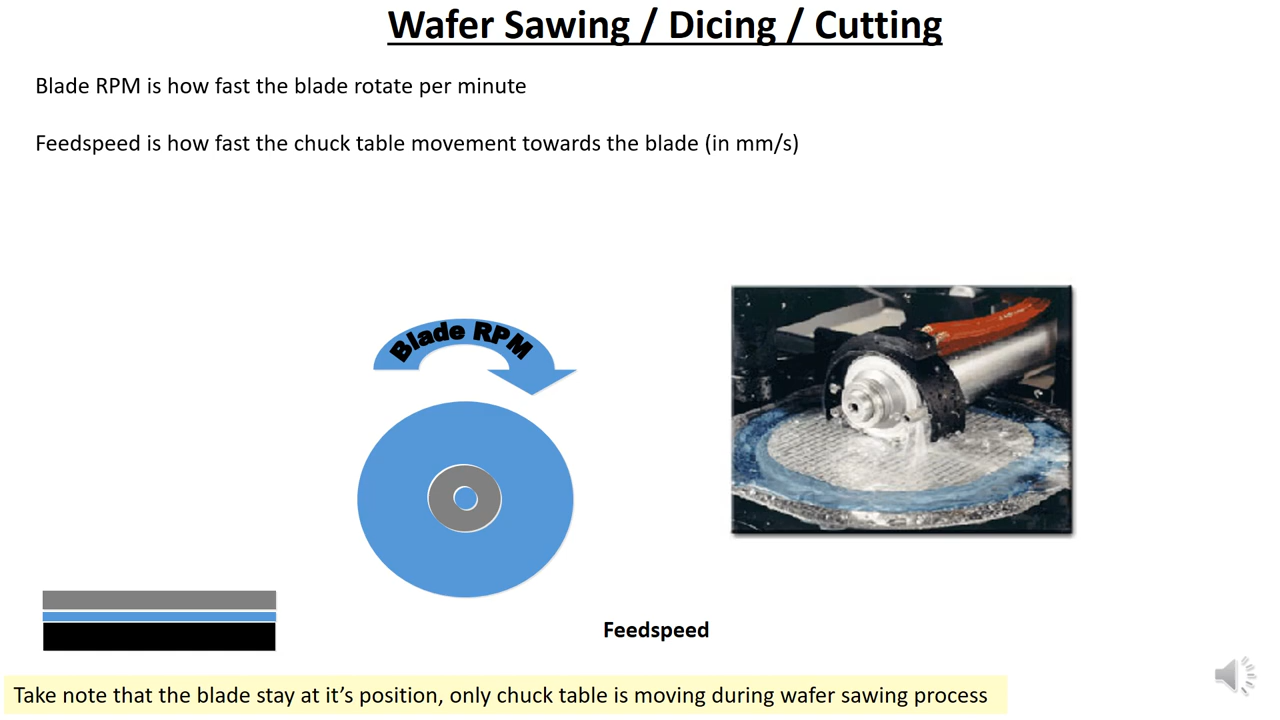 Wafer Sawing / Dicing / Cutting
Blade RPM is how fast the blade rotate per minute
Feedspeed is how fast the chuck table movement towards the blade (in mm/s)
Blade RPM
Feedspeed
Take note that the blade stay at it’s position, only chuck table is moving during wafer sawing process